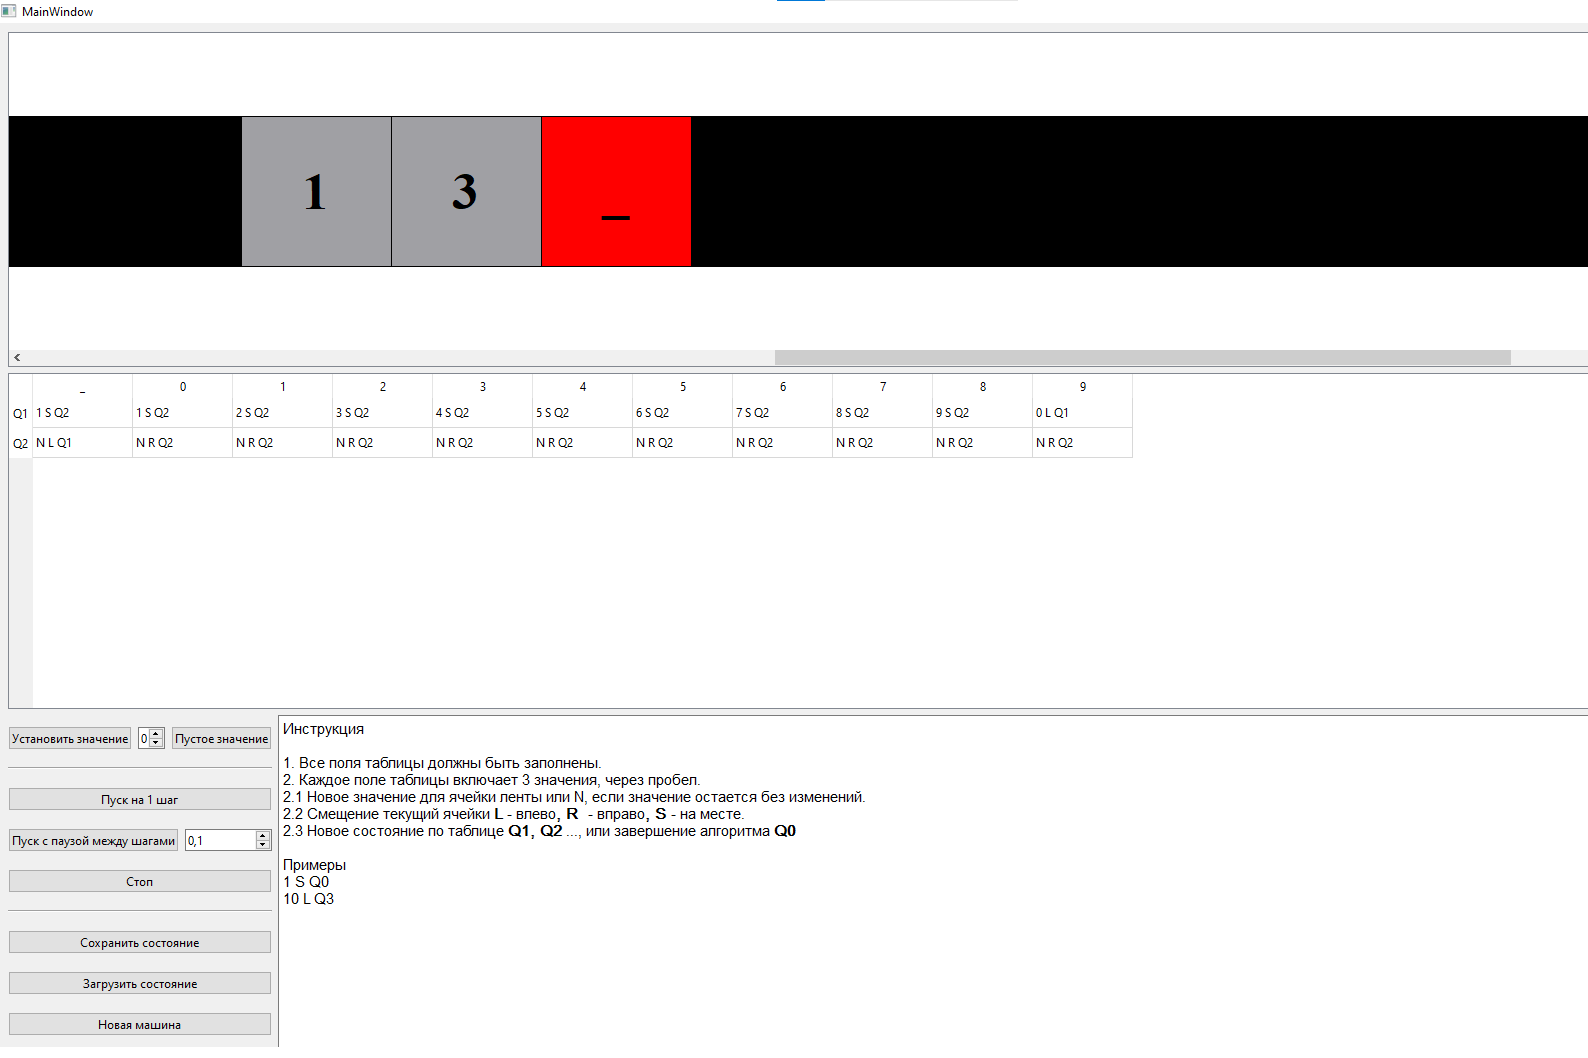 MainWindow
1 3 _
_ 0 1 2 3 4 5 6 7 8 9
Q1 1 S Q2 1 S Q2 2 S Q2 3 S Q2 4 S Q2 5 S Q2 6 S Q2 7 S Q2 8 S Q2 9 S Q2 0 L Q1
Q2 N L Q1 N R Q2 N R Q2 N R Q2 N R Q2 N R Q2 N R Q2 N R Q2 N R Q2 N R Q2 N R Q2
Установить значение 0 Пустое значение
Пуск на 1 шаг
Пуск с паузой между шагами 0,1
Стоп
Сохранить состояние
Загрузить состояние
Новая машина
Инструкция
1. Все поля таблицы должны быть заполнены.
2. Каждое поле таблицы включает 3 значения, через пробел.
2.1 Новое значение для ячейки ленты или N, если значение остается без изменений.
2.2 Смещение текущий ячейки L - влево, R - вправо, S - на месте.
2.3 Новое состояние по таблице Q1, Q2 ..., или завершение алгоритма Q0
Примеры
1 S Q0
10 L Q3